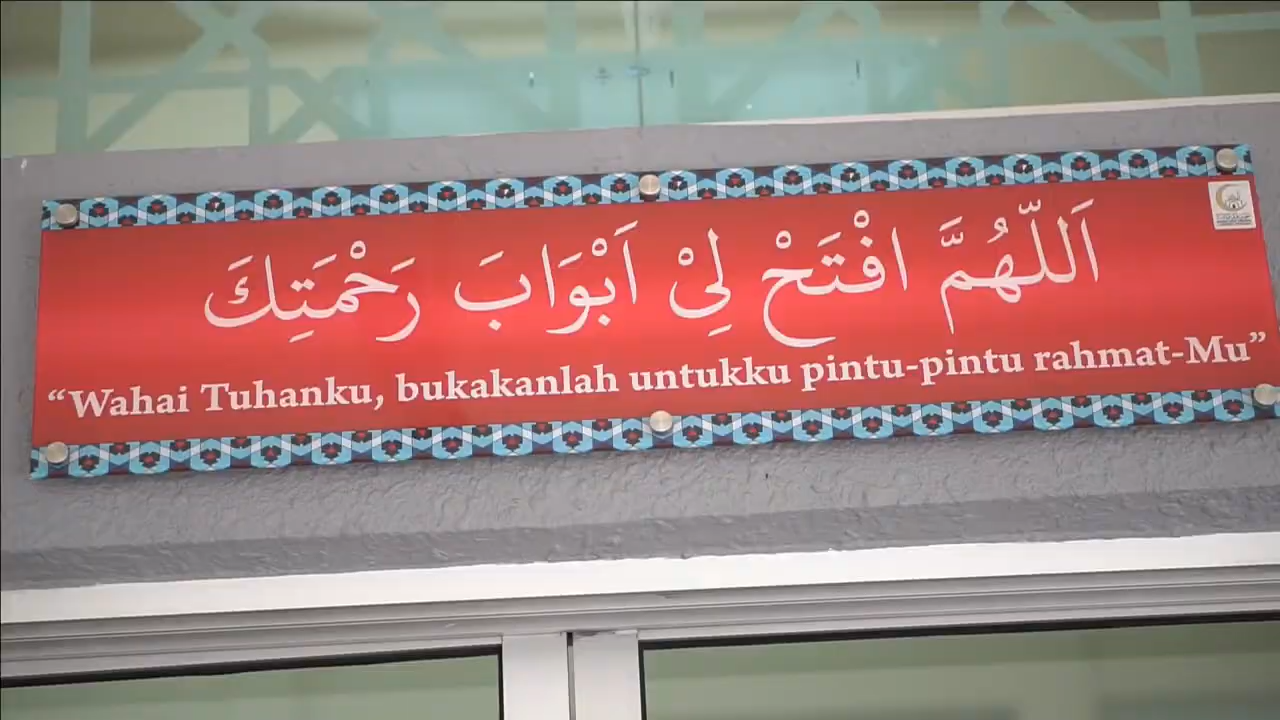 اَللّهُمَّ افْتَحْ لِيْ اَبْوَابَ رَحْمَتِكَ
“Wahai Tuhanku, bukakanlah untukku pintu-pintu rahmat-Mu”